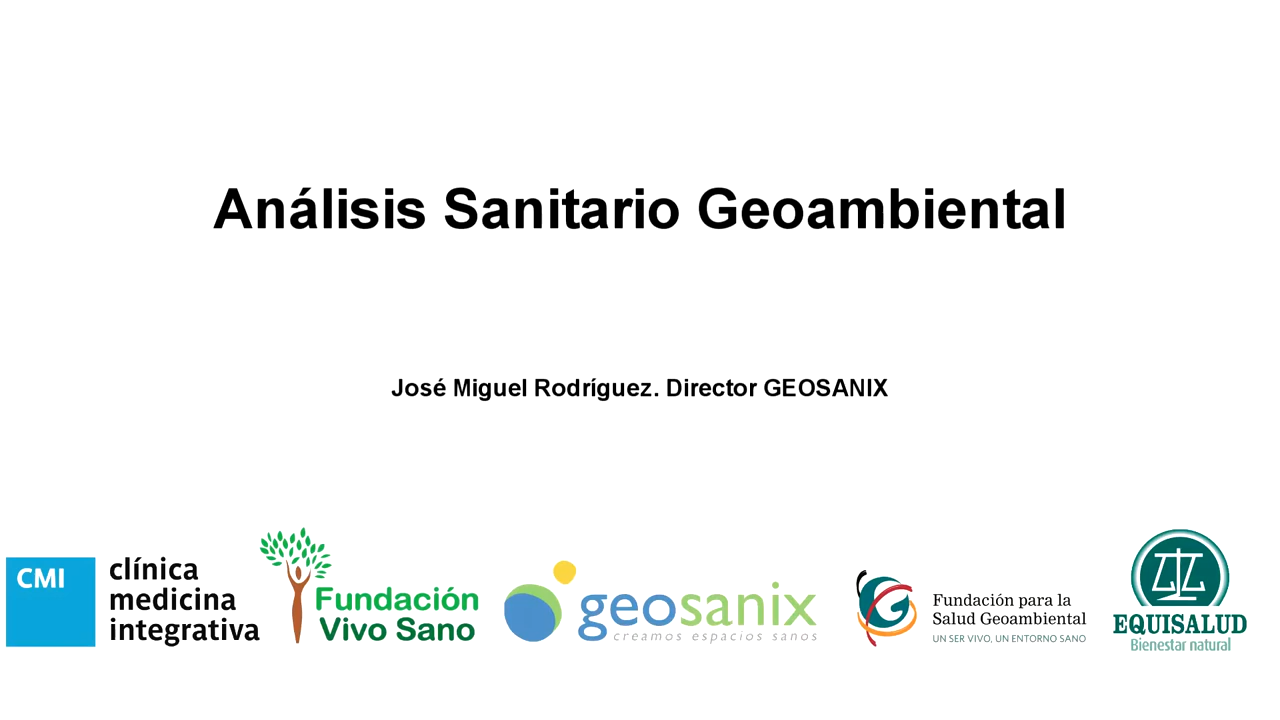 Análisis Sanitario Geoambiental
José Miguel Rodríguez. Director GEOSANIX
CMI
clínica
medicina
integrativa
Fundación
Vivo Sano
geosanix
creamos espacios sanos
Fundación para la
Salud Geoambiental
UN SER VIVO, UN ENTORNO SANO
EQUISALUD
Bienestar natural